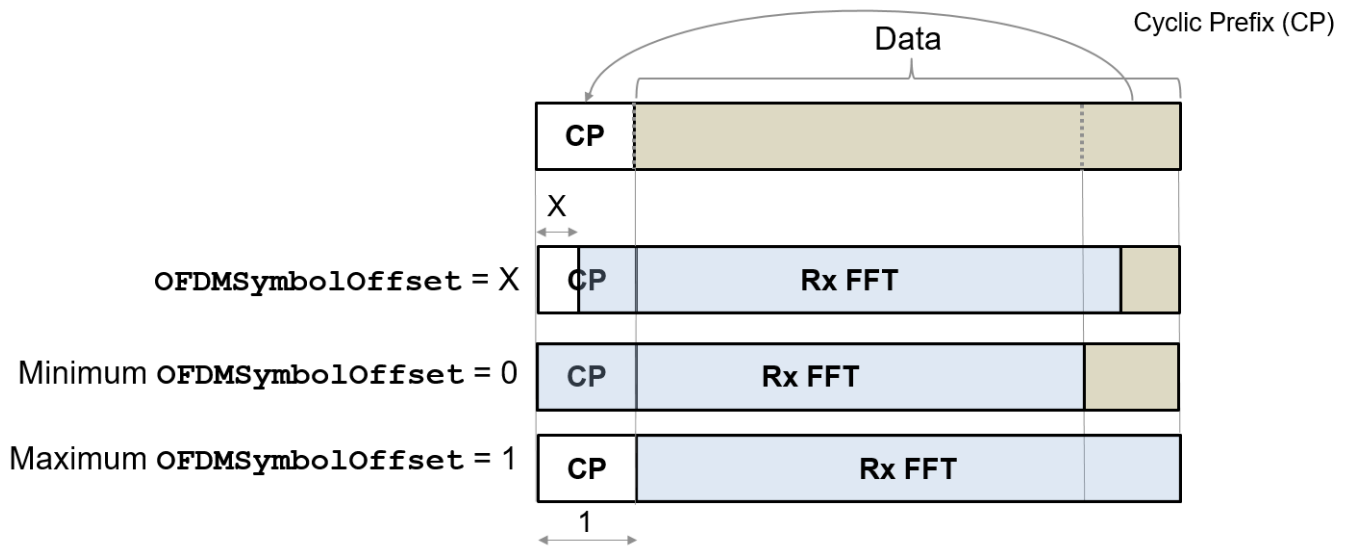 Cyclic Prefix (CP)
Data
CP
X
OFDMSymbolOffset = X
CP
Rx FFT
Minimum OFDMSymbolOffset = 0
CP
Rx FFT
Maximum OFDMSymbolOffset = 1
CP
Rx FFT
1